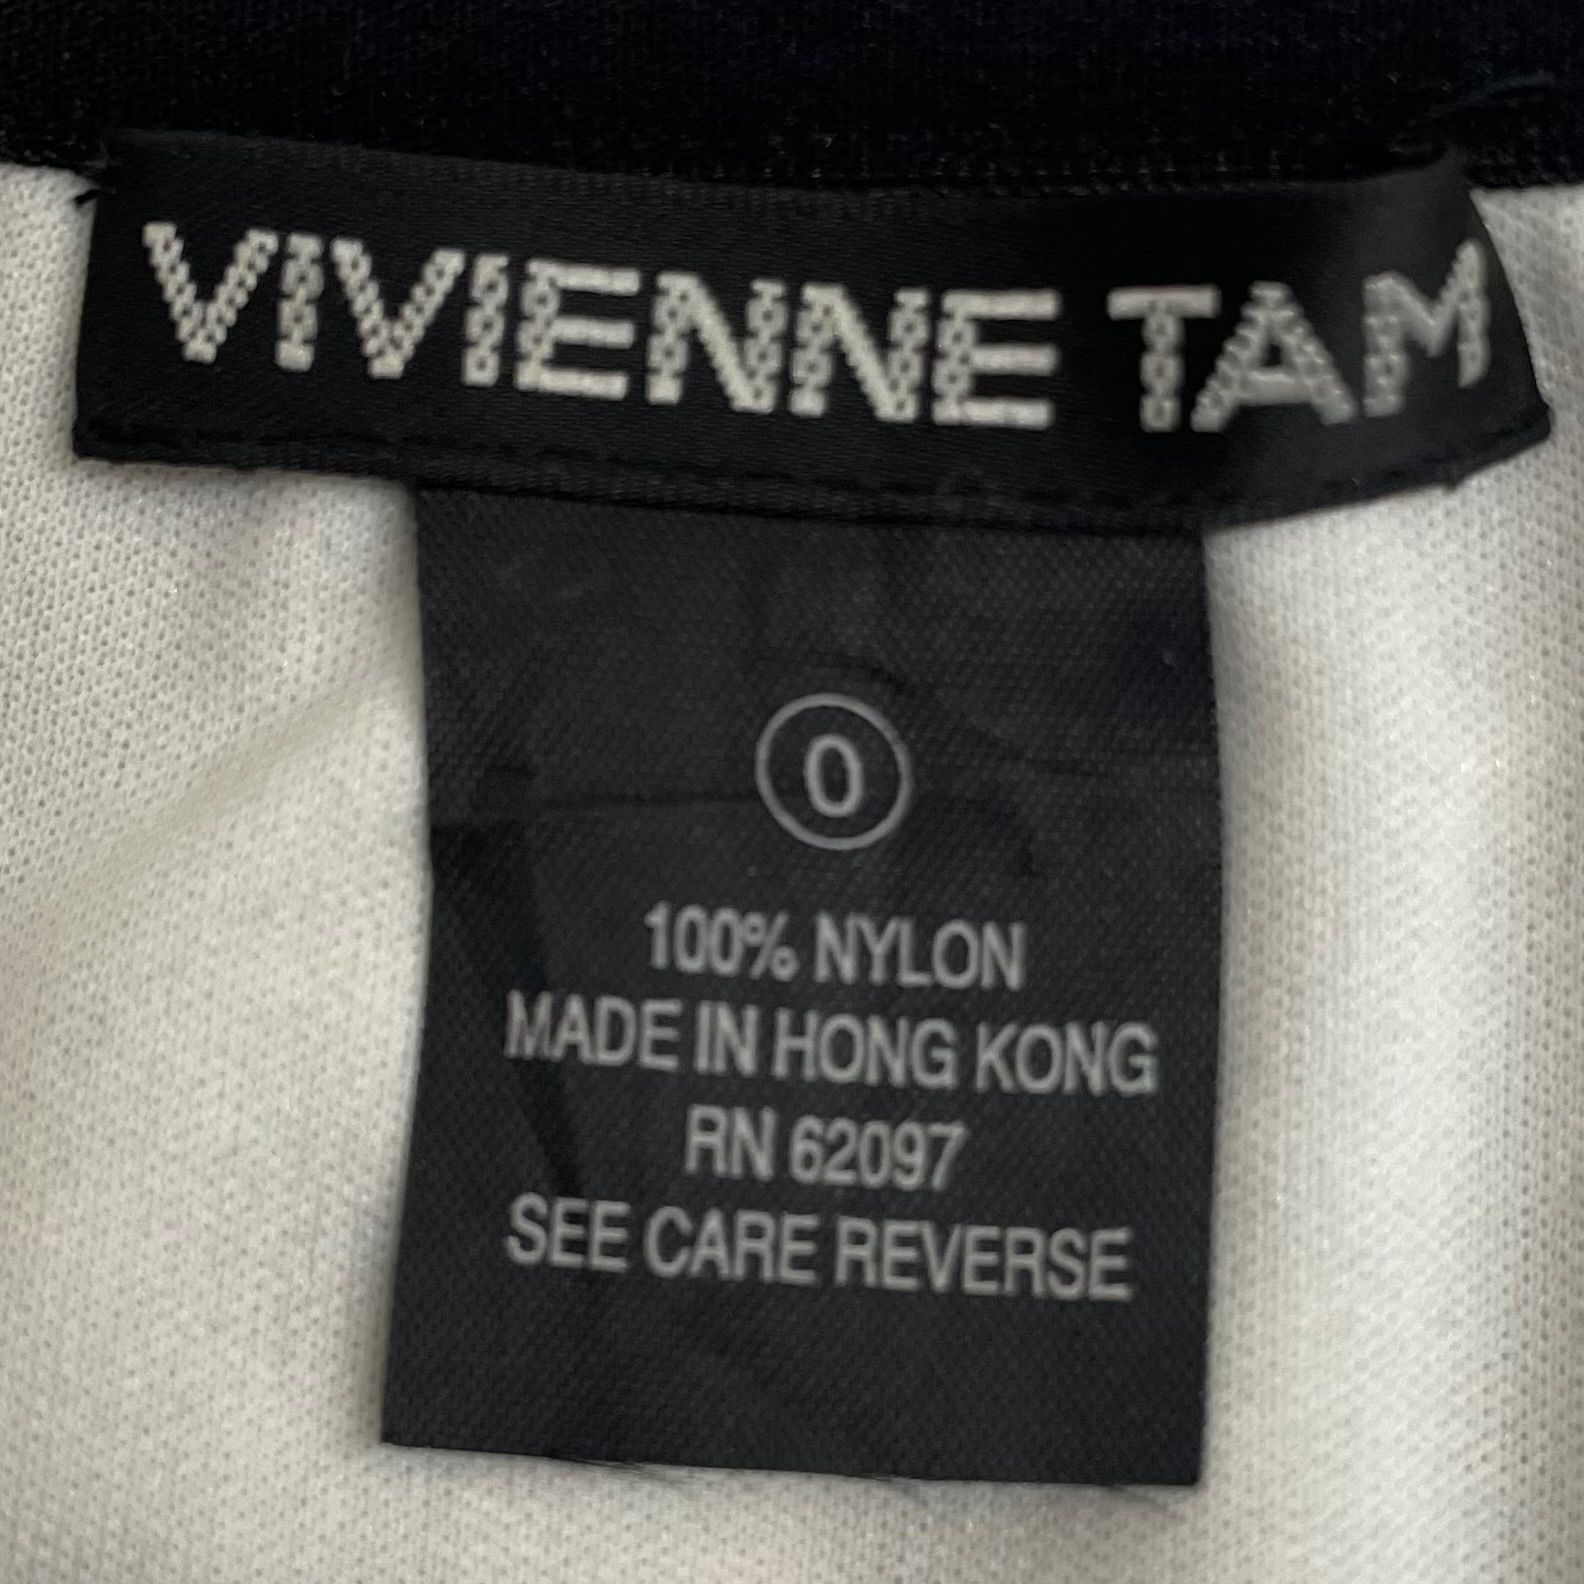 VIVIENNE TAM
0
100% NYLON
MADE IN HONG KONG
RN 62097
SEE CARE REVERSE